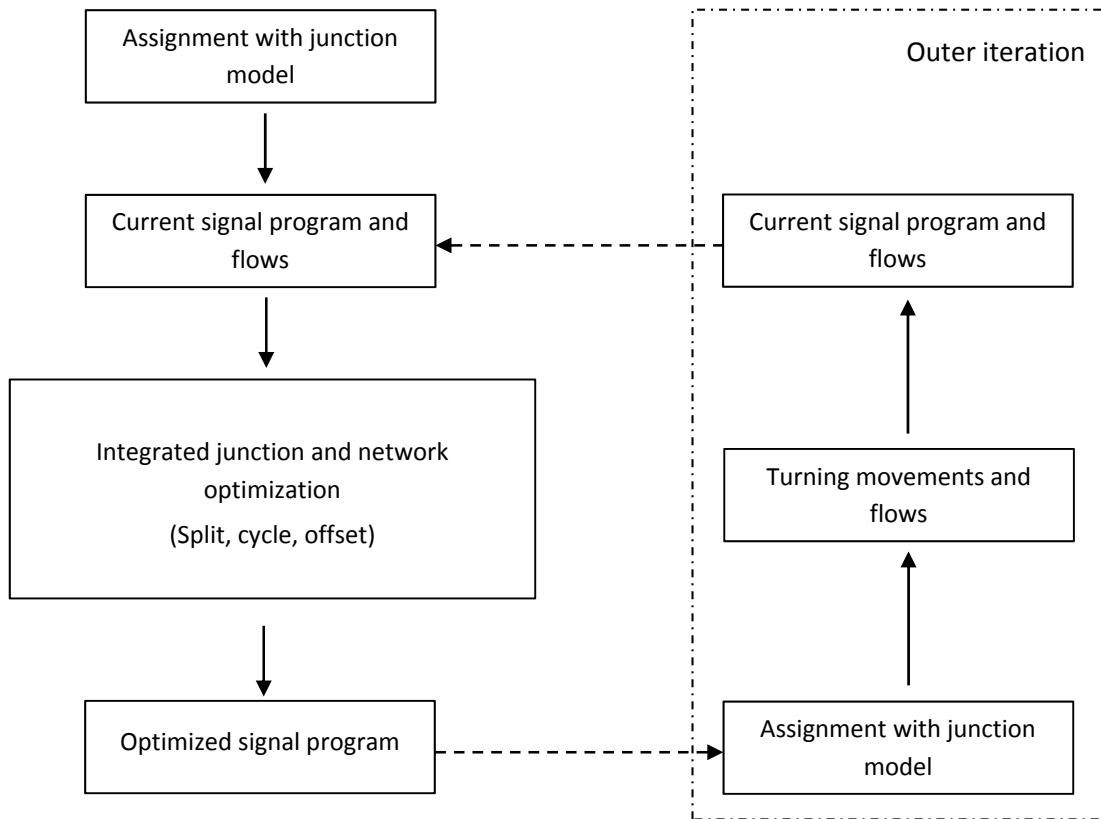 Assignment with junction
model
Current signal program and
flows
Integrated junction and network
optimization
(Split, cycle, offset)
Optimized signal program
Outer iteration
Current signal program and
flows
Turning movements and
flows
Assignment with junction
model